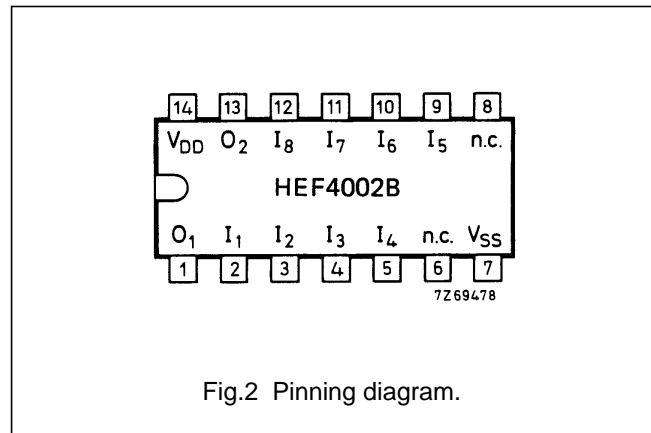 14 13 12 11 10 9 8
VDD O2 I8 I7 I6 I5 n.c.
HEF4002B
O1 I1 I2 I3 I4 n.c. VSS
1 2 3 4 5 6 7
7Z69478
Fig.2 Pinning diagram.